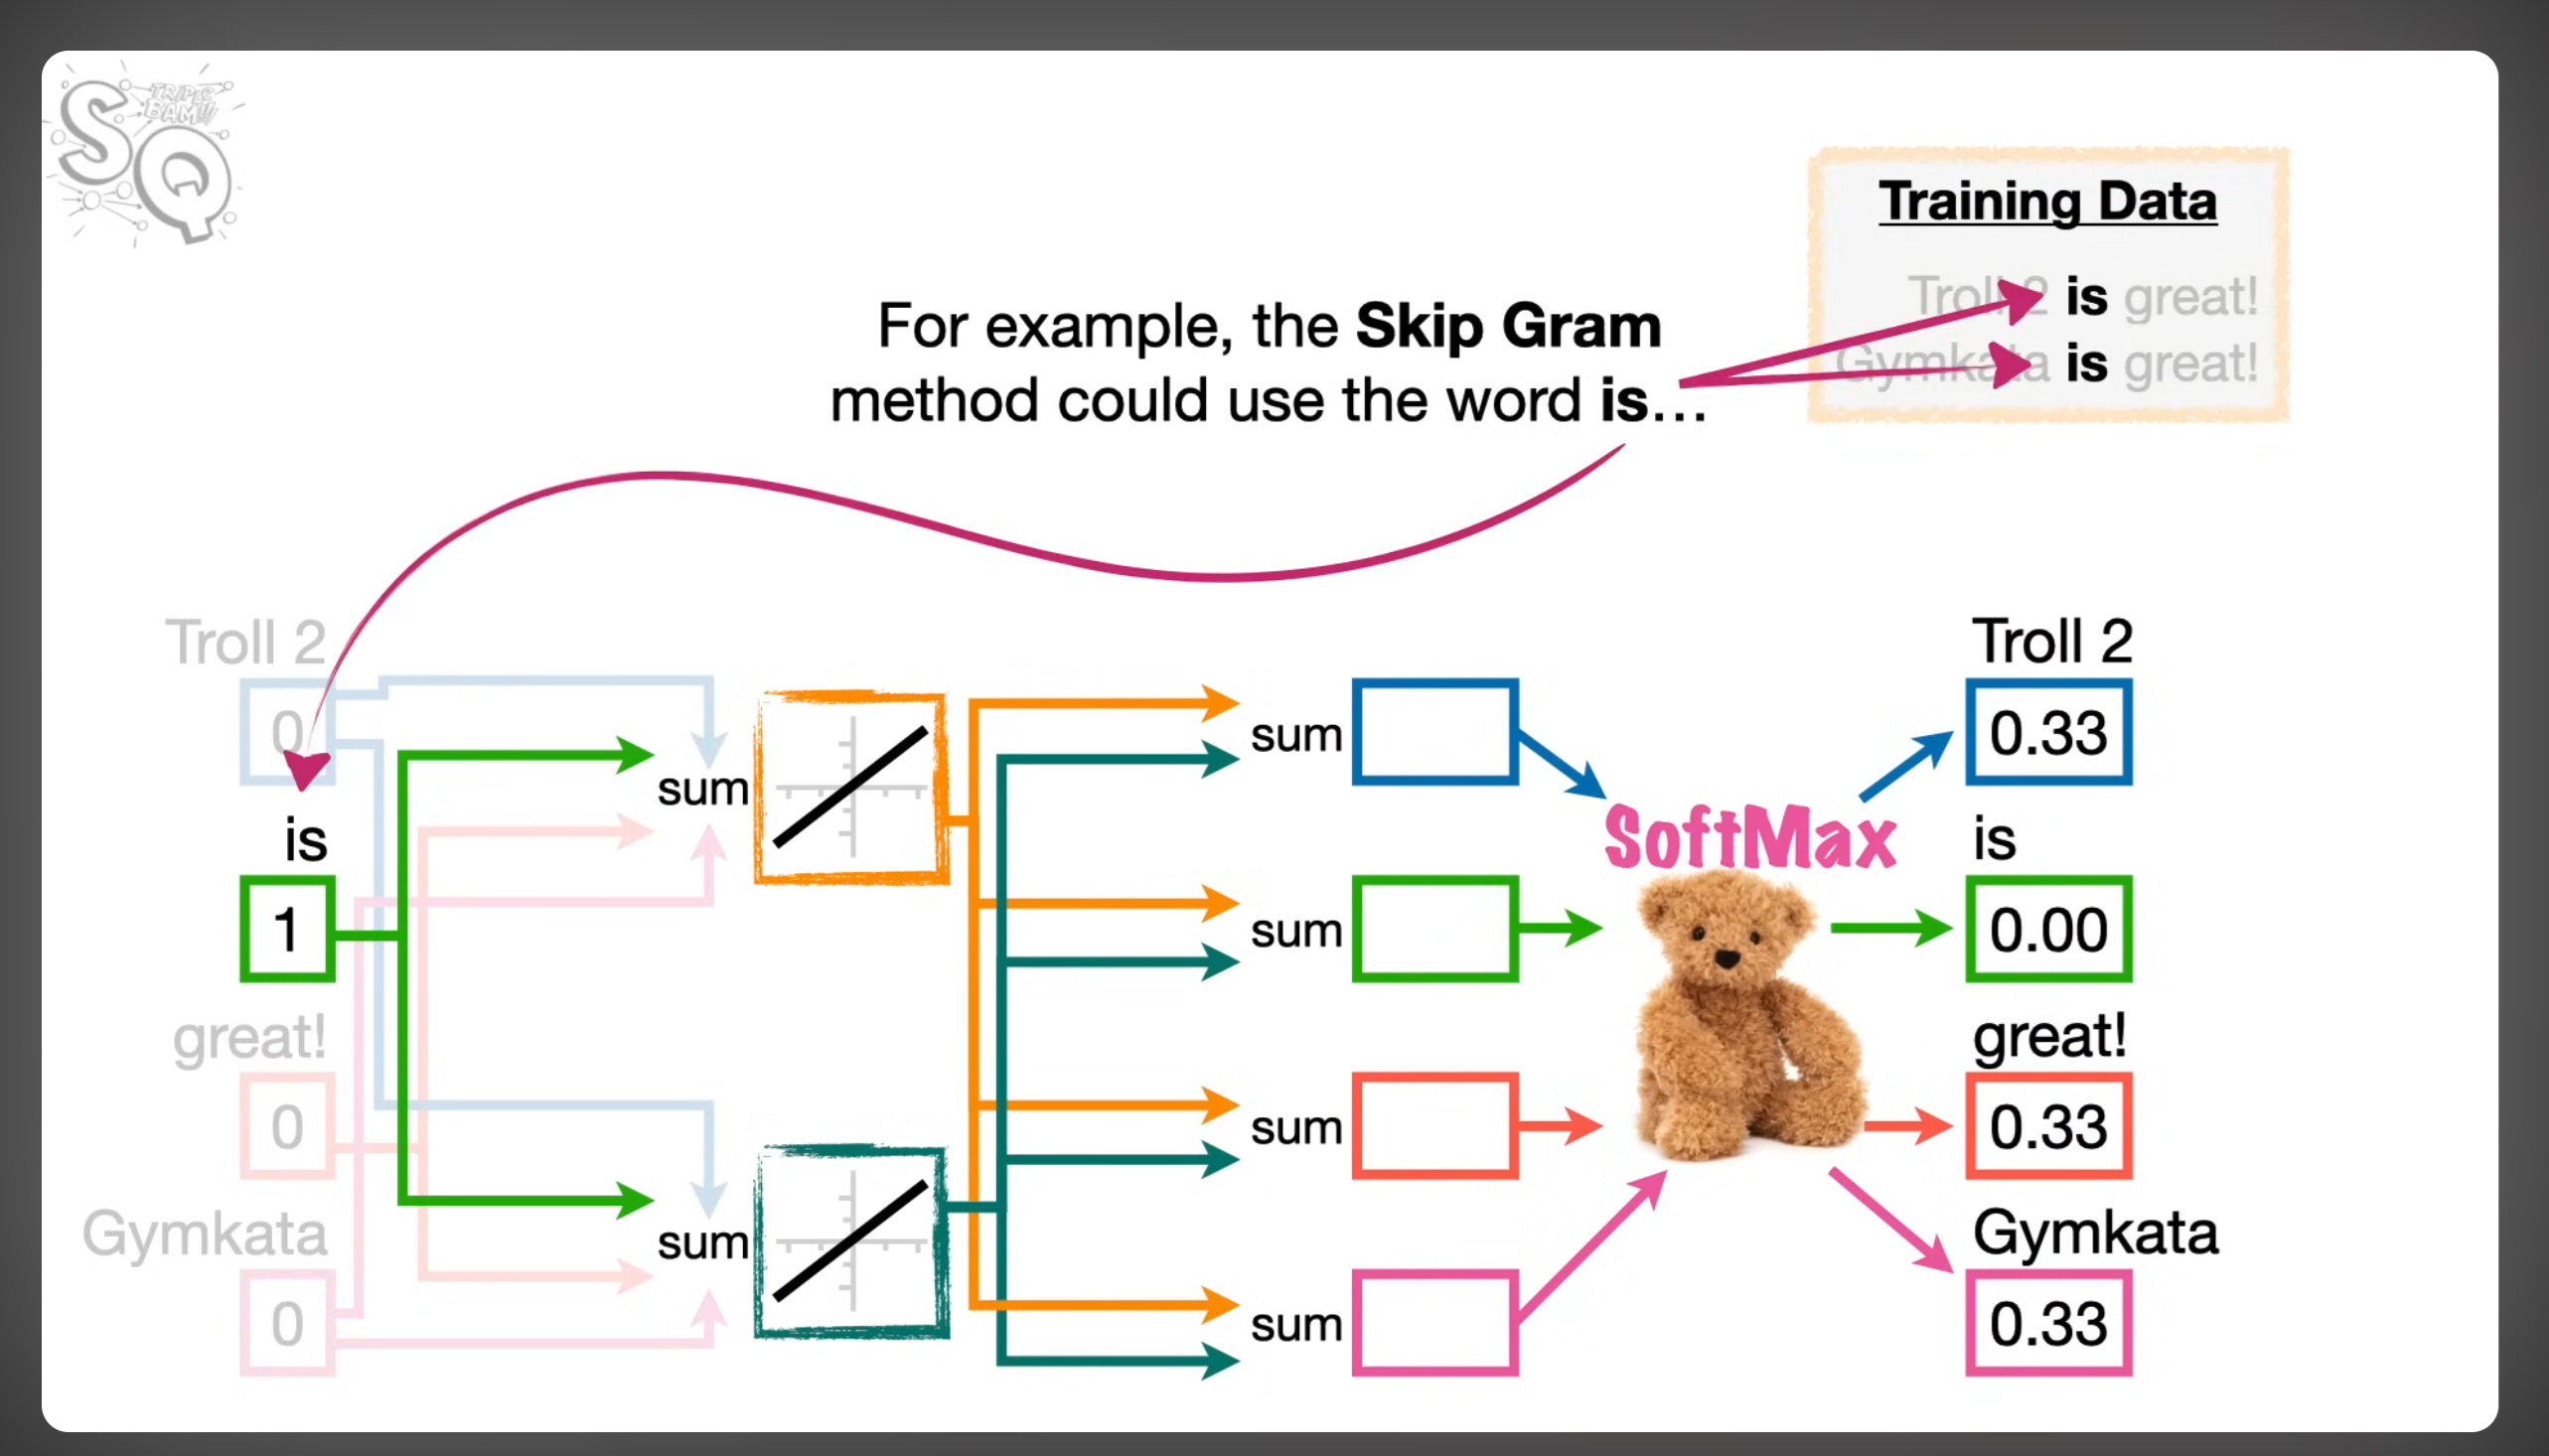 SQ
TRIPLE
BAM!!!
Training Data
Troll 2 is great!
Gymkata is great!
For example, the Skip Gram
method could use the word is...
Troll 2
0
is
1
great!
0
Gymkata
0
sum
sum
sum
sum
sum
sum
SoftMax
Troll 2
0.33
is
0.00
great!
0.33
Gymkata
0.33